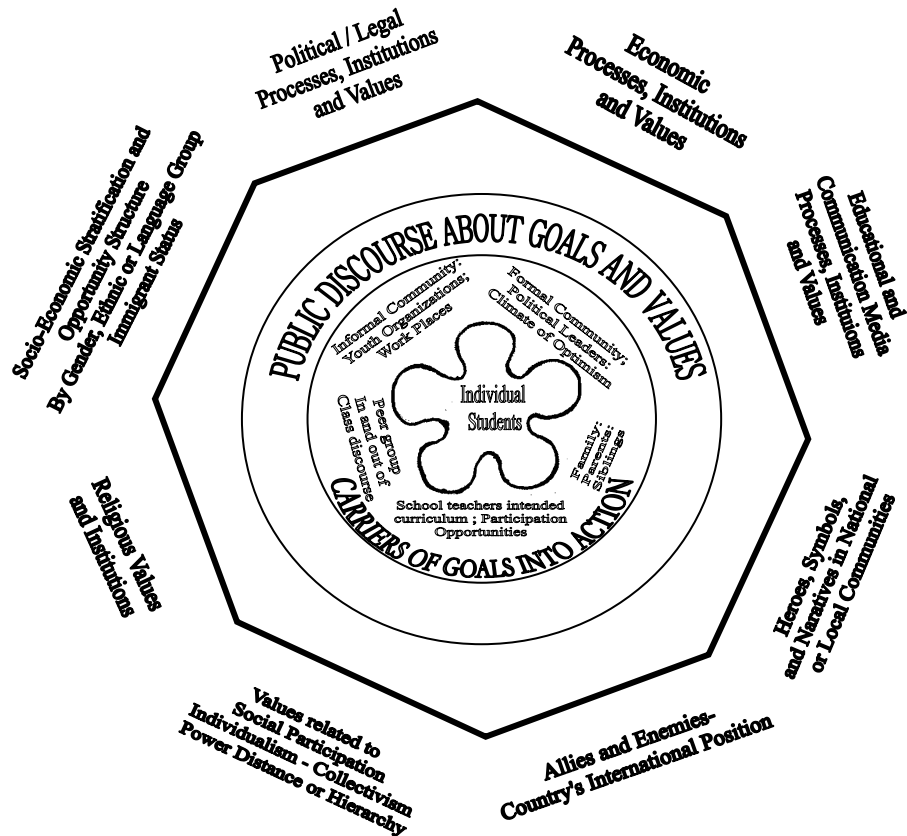 Political / Legal
Processes, Institutions
and Values
Economic
Processes, Institutions
and Values
Educational and
Communication Media
Processes, Instituions
and Values
Heroes, Symbols,
and Naratives in National
or Local Communities
Allies and Enemies-
Country's International Position
Values related to
Social Participation
Individualism - Collectivism
Power Distance or Hierarchy
Religious Values
and Institutions
Socio-Economic Stratification and
Opportunity Structure
By Gender, Ethnic or Language Group
Immigrant Status
PUBLIC DISCOURSE ABOUT GOALS AND VALUES
Informal Community:
Youth Organizations;
Work Places
Formal Community;
Political Leaders:
Climate of Optimism
Family:
Parents:
Siblings
School teachers intended
curriculum ; Participation
Opportunities
Peer group
In and out of
Class discourse
Individual
Students
CARRIERS OF GOALS INTO ACTION